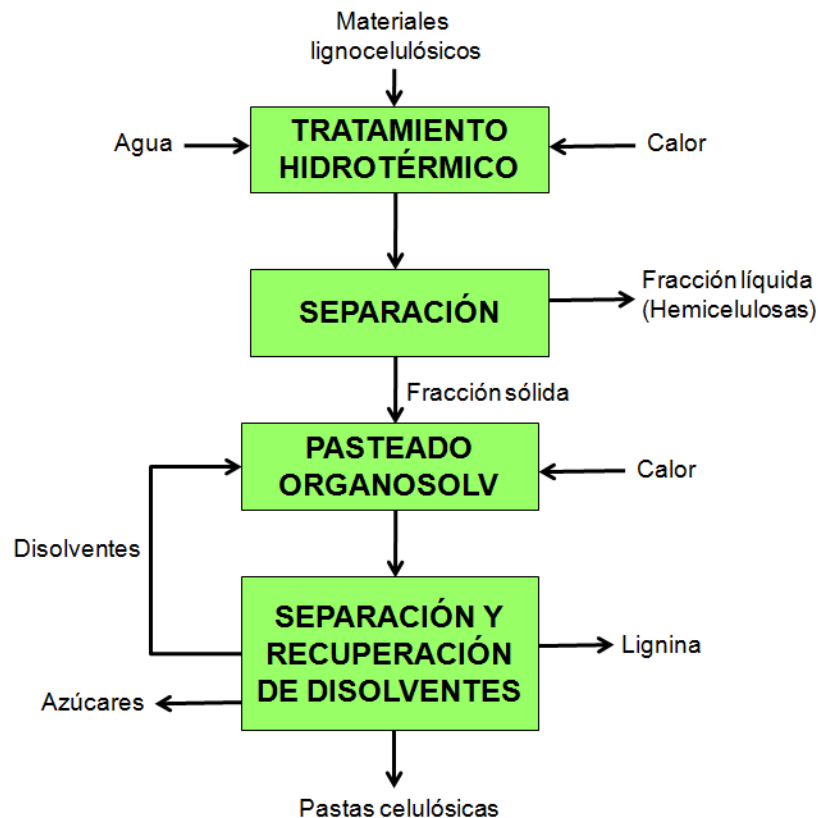 Materiales
lignocelulósicos
Agua
TRATAMIENTO
HIDROTÉRMICO
Calor
SEPARACIÓN
Fracción líquida
(Hemicelulosas)
Fracción sólida
PASTEADO
ORGANOSOLV
Calor
Disolventes
SEPARACIÓN Y
RECUPERACIÓN
DE DISOLVENTES
Lignina
Azúcares
Pastas celulósicas